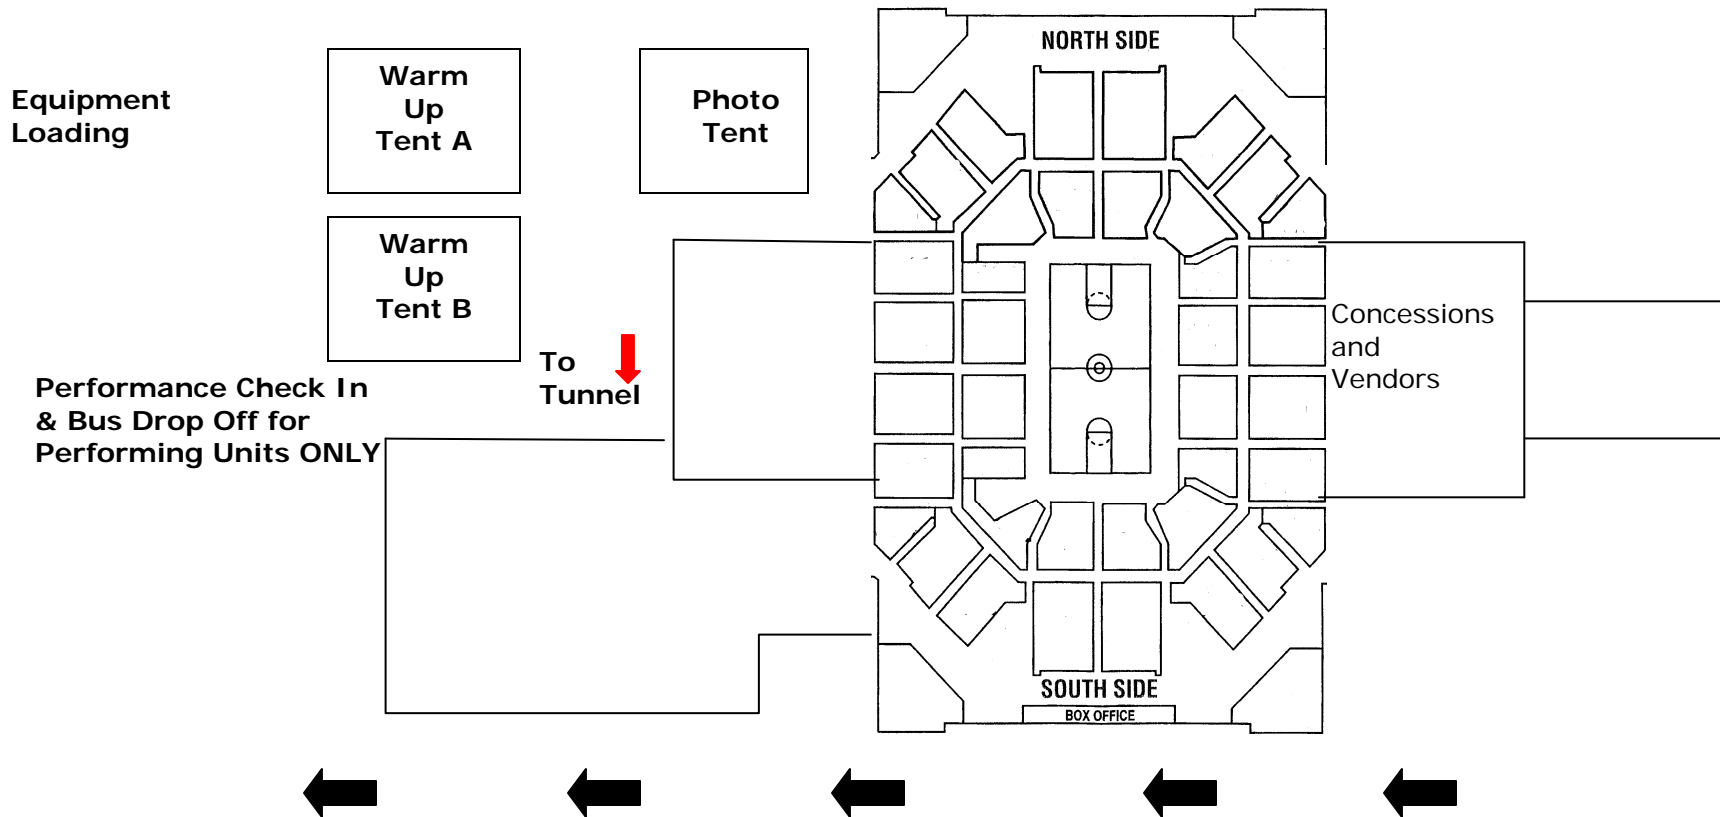 NORTH SIDE
Equipment
Loading
Warm
Up
Tent A
Photo
Tent
Warm
Up
Tent B
To
Tunnel
Concessions
and
Vendors
Performance Check In
& Bus Drop Off for
Performing Units ONLY
SOUTH SIDE
BOX OFFICE